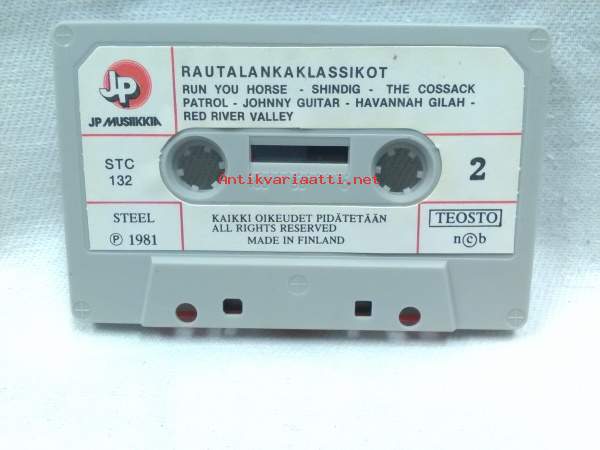 JP
JP MUSIIKKIA
RAUTALANKAKLASSIKOT
RUN YOU HORSE - SHINDIG - THE COSSACK
PATROL - JOHNNY GUITAR - HAVANNAH GILAH -
RED RIVER VALLEY
STC
132
Antikvariaatti.net
2
STEEL
Ⓟ 1981
KAIKKI OIKEUDET PIDÄTETÄÄN
ALL RIGHTS RESERVED
MADE IN FINLAND
TEOSTO
n©b